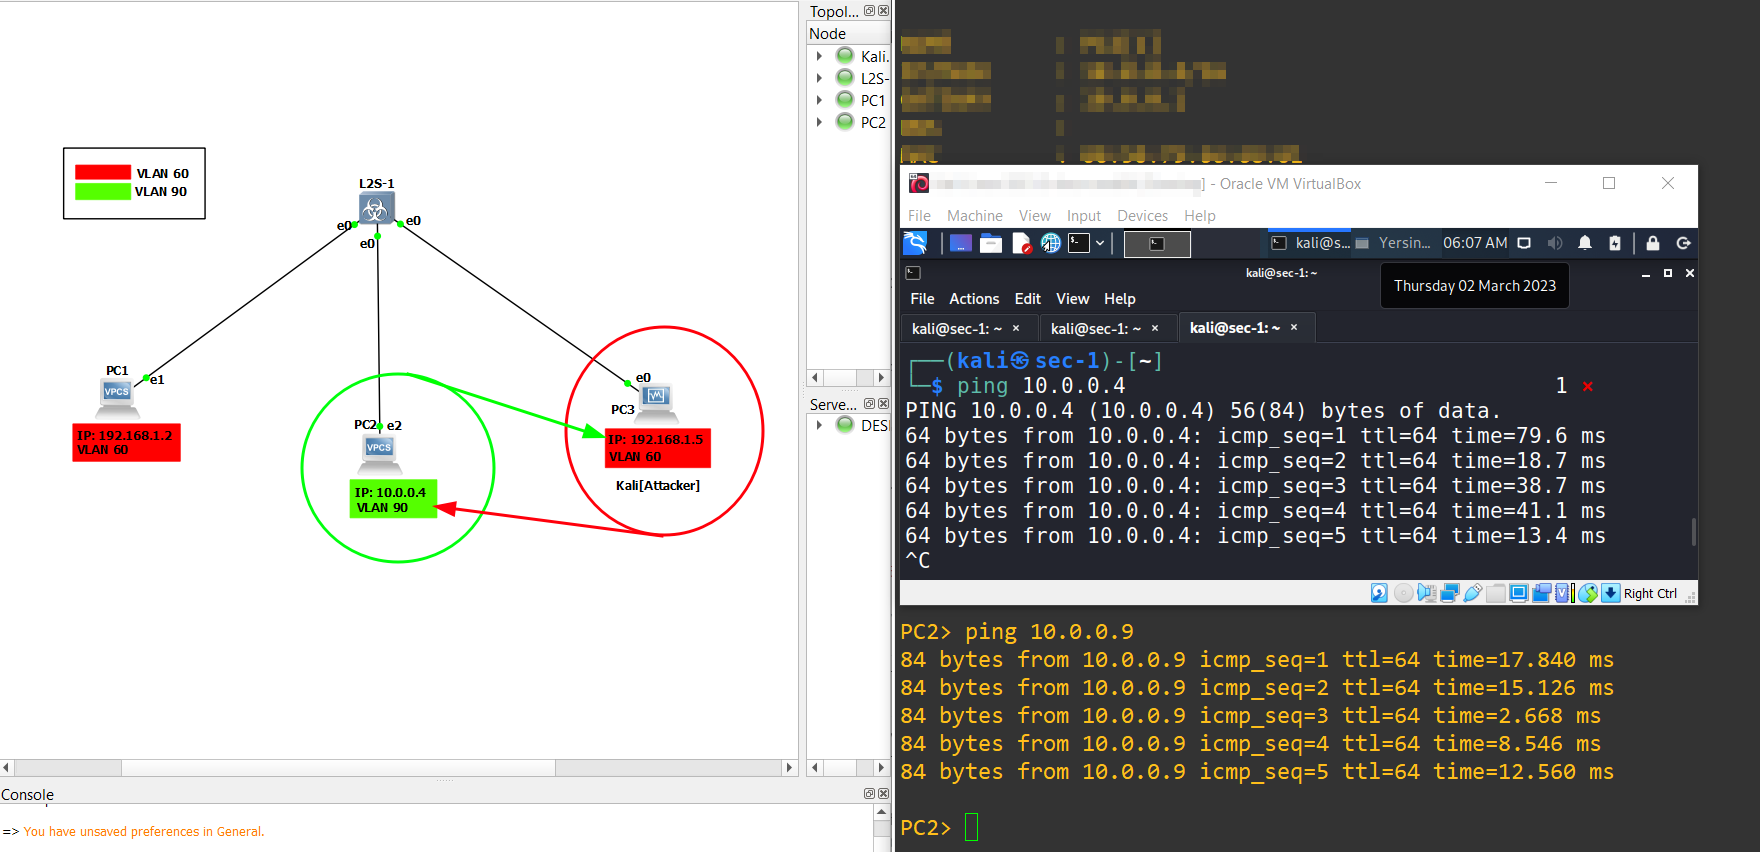 VLAN 60
VLAN 90
L2S-1
e0
e0
e0
PC1
e1
IP: 192.168.1.2
VLAN 60
PC2
e2
VPCS
VPCS
IP: 10.0.0.4
VLAN 90
e0
PC3
IP: 192.168.1.5
VLAN 60
Kali[Attacker]
Topol...
Node
Kali.
L2S-
PC1
PC2
Serve...
DESI
Console
=> You have unsaved preferences in General.
] - Oracle VM VirtualBox
File Machine View Input Devices Help
kali@s... Yersin... 06:07 AM
kali@sec-1: ~
Thursday 02 March 2023
File Actions Edit View Help
kali@sec-1: ~ × kali@sec-1: ~ × kali@sec-1: ~ ×
┌──(kali㉿sec-1)-[~]
└─$ ping 10.0.0.4 1 ×
PING 10.0.0.4 (10.0.0.4) 56(84) bytes of data.
64 bytes from 10.0.0.4: icmp_seq=1 ttl=64 time=79.6 ms
64 bytes from 10.0.0.4: icmp_seq=2 ttl=64 time=18.7 ms
64 bytes from 10.0.0.4: icmp_seq=3 ttl=64 time=38.7 ms
64 bytes from 10.0.0.4: icmp_seq=4 ttl=64 time=41.1 ms
64 bytes from 10.0.0.4: icmp_seq=5 ttl=64 time=13.4 ms
^C
Right Ctrl
PC2> ping 10.0.0.9
84 bytes from 10.0.0.9 icmp_seq=1 ttl=64 time=17.840 ms
84 bytes from 10.0.0.9 icmp_seq=2 ttl=64 time=15.126 ms
84 bytes from 10.0.0.9 icmp_seq=3 ttl=64 time=2.668 ms
84 bytes from 10.0.0.9 icmp_seq=4 ttl=64 time=8.546 ms
84 bytes from 10.0.0.9 icmp_seq=5 ttl=64 time=12.560 ms
PC2>